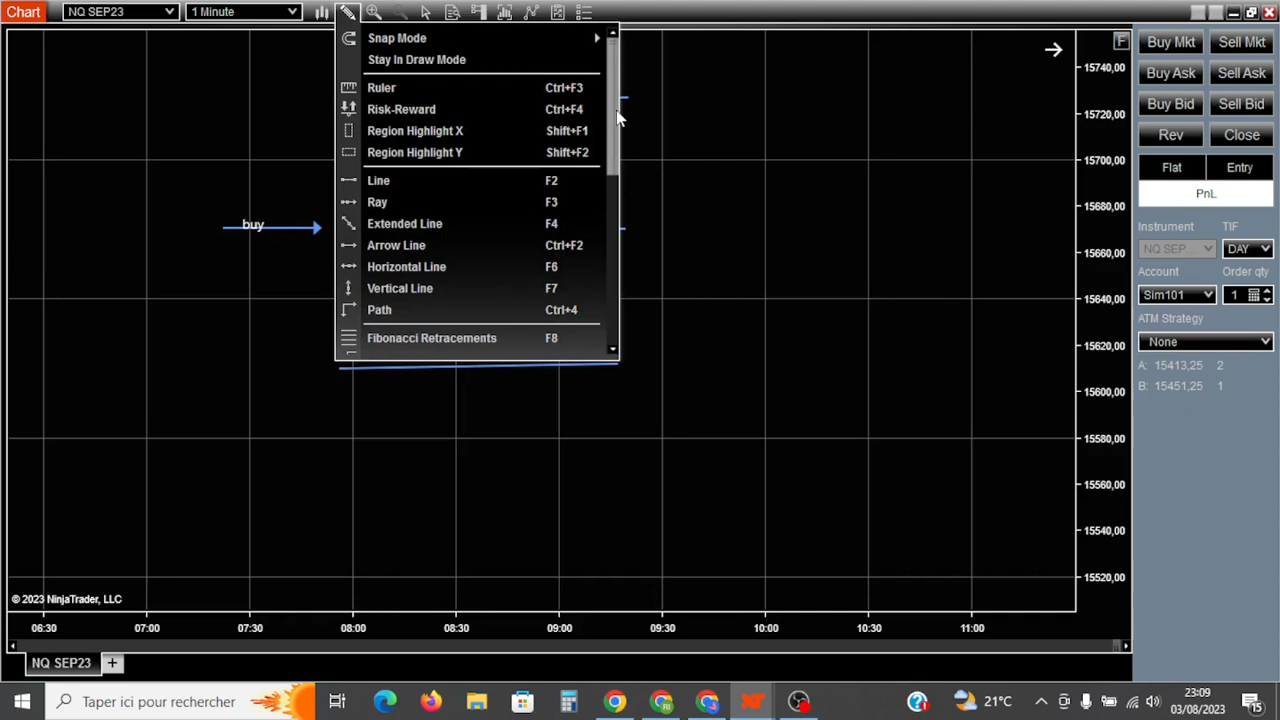 Chart NQ SEP23 1 Minute
Snap Mode
Stay In Draw Mode
Ruler Ctrl+F3
Risk-Reward Ctrl+F4
Region Highlight X Shift+F1
Region Highlight Y Shift+F2
Line F2
Ray F3
Extended Line F4
Arrow Line Ctrl+F2
Horizontal Line F6
Vertical Line F7
Path Ctrl+4
Fibonacci Retracements F8
buy
F
15740,00
15720,00
15700,00
15680,00
15660,00
15640,00
15620,00
15600,00
15580,00
15560,00
15540,00
15520,00
© 2023 NinjaTrader, LLC
06:30 07:00 07:30 08:00 08:30 09:00 09:30 10:00 10:30 11:00
NQ SEP23 +
Buy Mkt Sell Mkt
Buy Ask Sell Ask
Buy Bid Sell Bid
Rev Close
Flat Entry
PnL
Instrument TIF
NQ SEP... DAY
Account Order qty
Sim101 1
ATM Strategy
None
A: 15413,25 2
B: 15451,25 1
Taper ici pour rechercher
21°C
23:09
03/08/2023
15